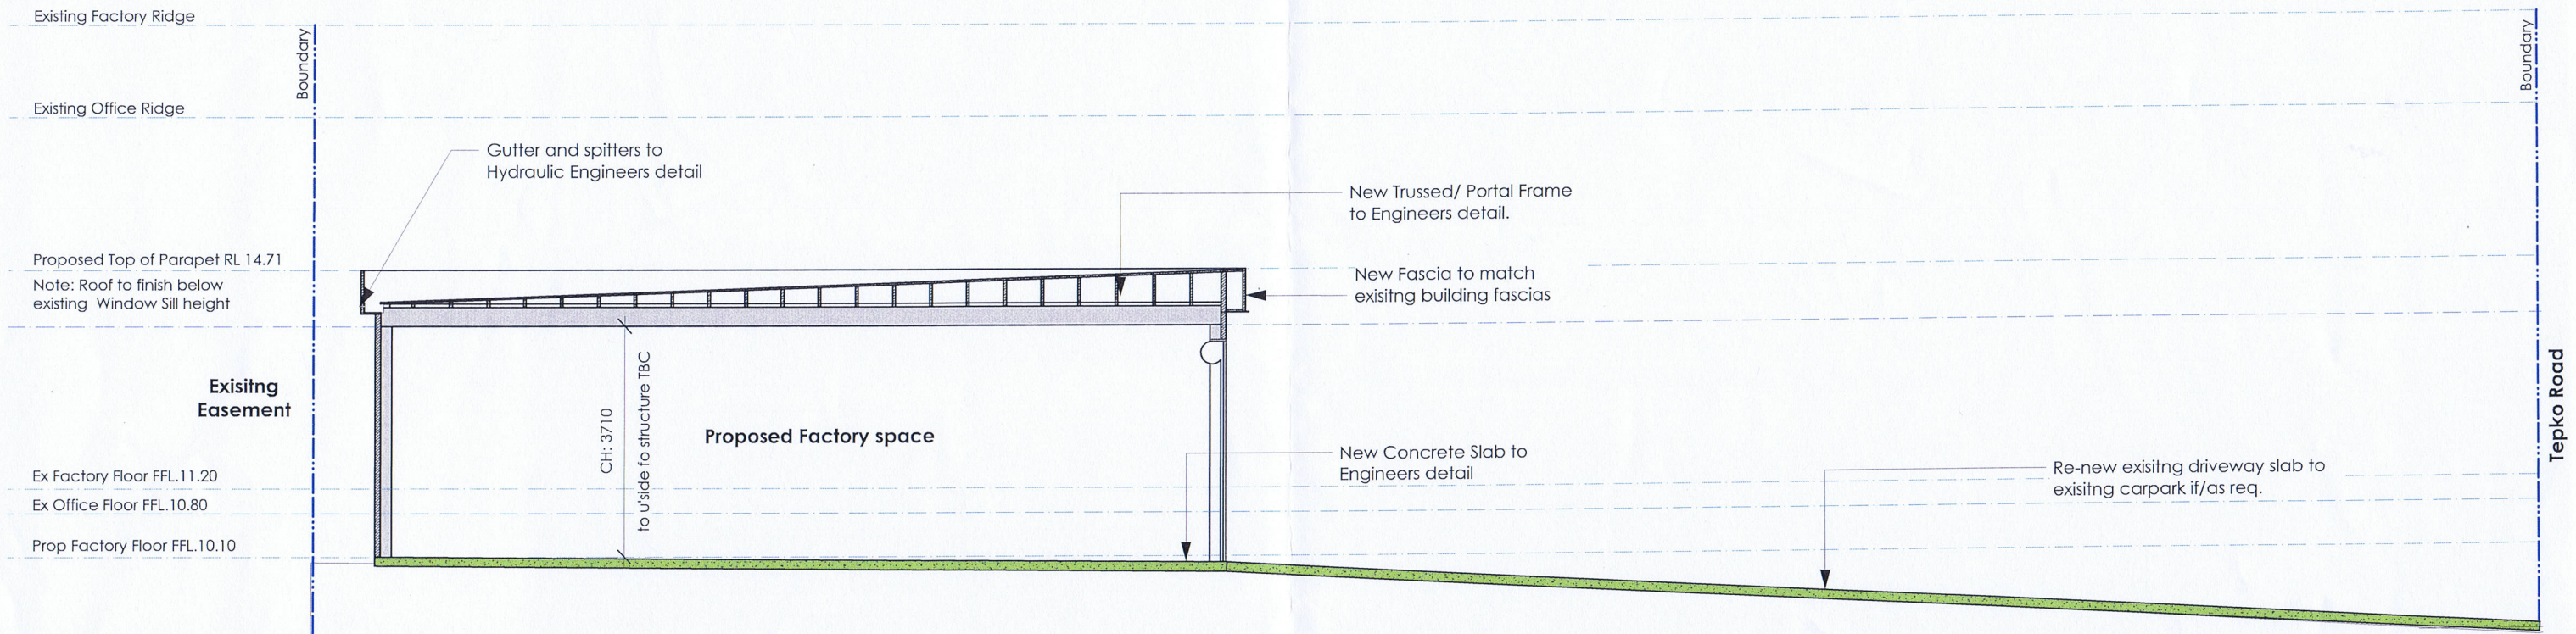 Existing Factory Ridge
Boundary
Boundary
Existing Office Ridge
Gutter and spitters to
Hydraulic Engineers detail
New Trussed/ Portal Frame
to Engineers detail.
Proposed Top of Parapet RL 14.71
Note: Roof to finish below
existing Window Sill height
New Fascia to match
exisitng building fascias
Exisitng
Easement
CH: 3710
to u'side fo structure TBC
Proposed Factory space
Tepko Road
New Concrete Slab to
Engineers detail
Re-new exisitng driveway slab to
exisitng carpark if/as req.
Ex Factory Floor FFL.11.20
Ex Office Floor FFL.10.80
Prop Factory Floor FFL.10.10